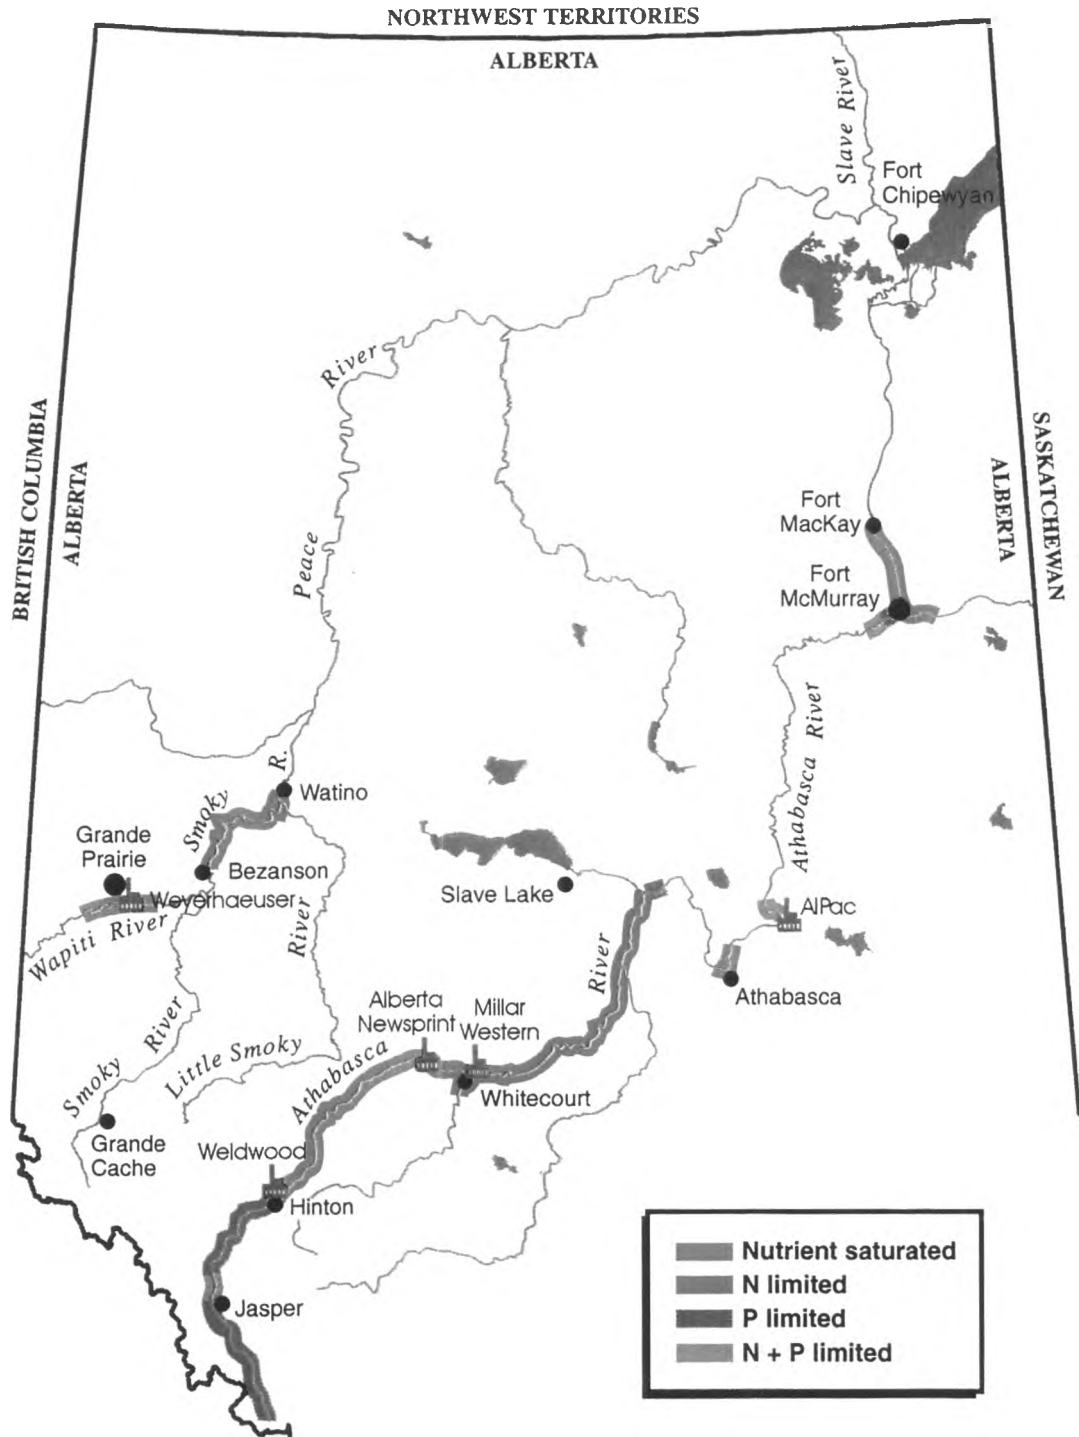 NORTHWEST TERRITORIES
ALBERTA
Slave River
Fort
Chipewyan
River
Peace
BRITISH COLUMBIA
ALBERTA
SASKATCHEWAN
ALBERTA
Fort
MacKay
Fort
McMurray
Athabasca River
R.
Watino
Smoky
Grande
Prairie
Bezanson
Weyerhaeuser
Wapiti River
River
Slave Lake
AlPac
Athabasca
River
Alberta
Newsprint
Millar
Western
Athabasca
Whitecourt
Smoky River
Little Smoky
Grande
Cache
Weldwood
Hinton
Jasper
Nutrient saturated
N limited
P limited
N + P limited